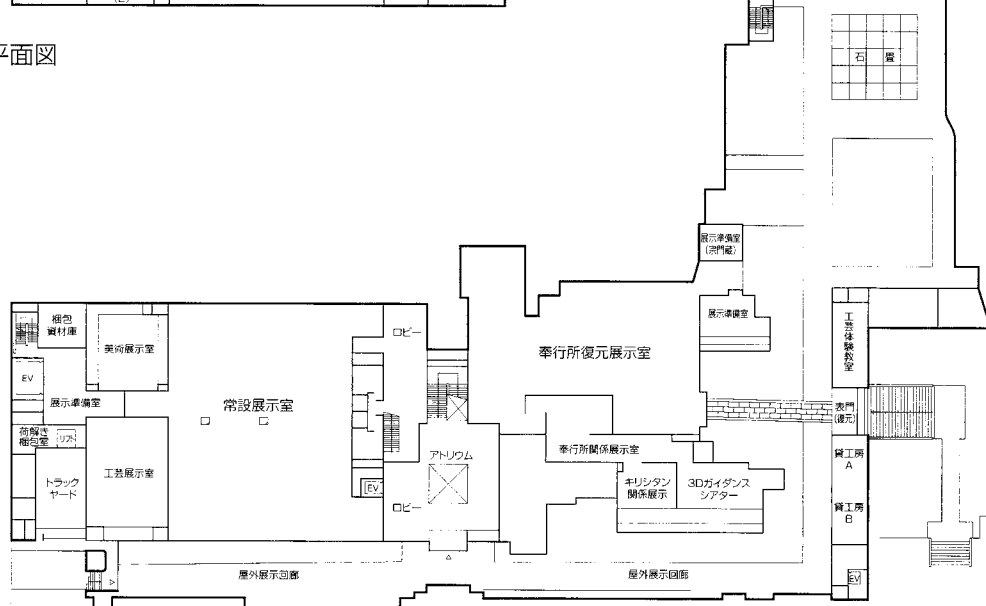 平面図
石畳
展示準備室
(宗門蔵)
展示準備室
工芸体験教室
梱包
資材庫
美術展示室
ロビー
奉行所復元展示室
EV
展示準備室
常設展示室
表門
(復元)
荷解き
梱包室
リフト
工芸展示室
アトリウム
奉行所関係展示室
貸工房
A
トラック
ヤード
EV
キリシタン
関係展示
3Dガイダンス
シアター
ロビー
貸工房
B
屋外展示回廊
屋外展示回廊
EV